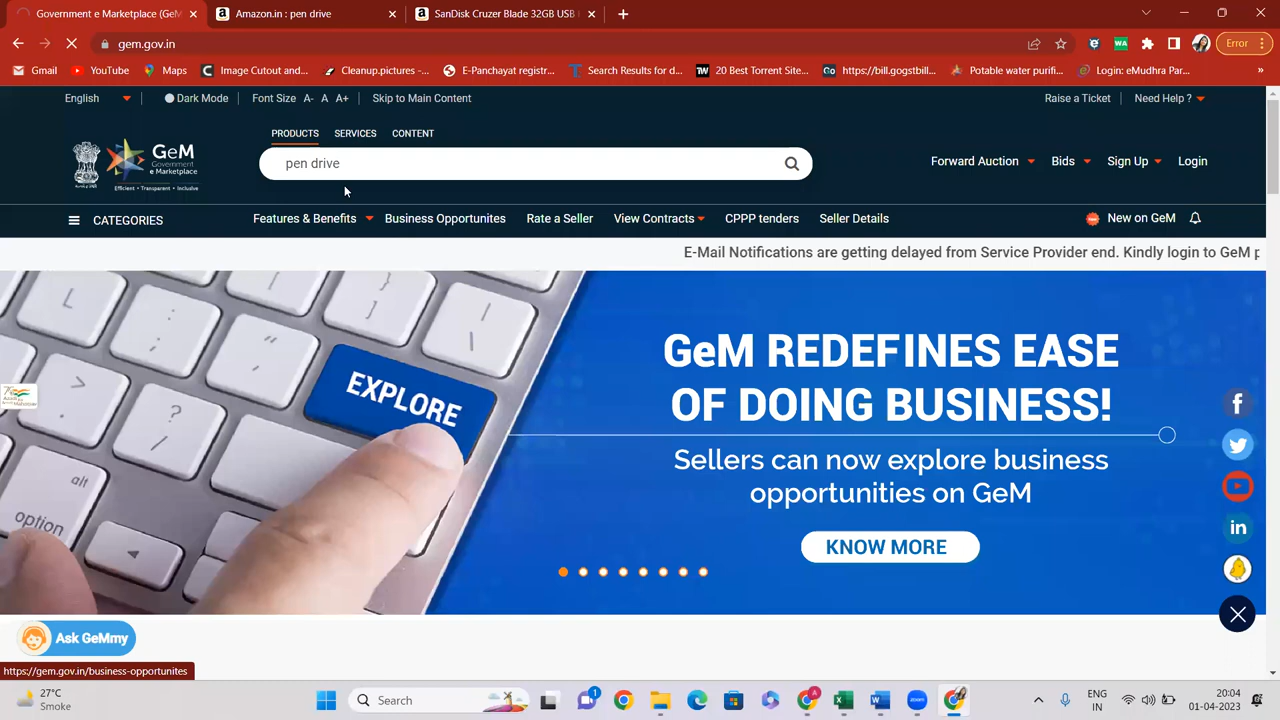 Government e Marketplace (GeM
Amazon.in : pen drive
SanDisk Cruzer Blade 32GB USB
gem.gov.in
Error
Gmail
YouTube
Maps
Image Cutout and...
Cleanup.pictures -...
E-Panchayat registr...
Search Results for d...
20 Best Torrent Site...
https://bill.gogstbill...
Potable water purifi...
Login: eMudhra Par...
»
English
Dark Mode
Font Size A- A A+
Skip to Main Content
Raise a Ticket
Need Help ?
PRODUCTS SERVICES CONTENT
GeM
Government
e Marketplace
Efficient • Transparent • Inclusive
pen drive
Forward Auction
Bids
Sign Up
Login
CATEGORIES
Features & Benefits
Business Opportunites
Rate a Seller
View Contracts
CPPP tenders
Seller Details
New on GeM
E-Mail Notifications are getting delayed from Service Provider end. Kindly login to GeM p
EXPLORE
alt
option
GeM REDEFINES EASE
OF DOING BUSINESS!
Sellers can now explore business
opportunities on GeM
KNOW MORE
Ask GeMmy
https://gem.gov.in/business-opportunites
27°C
Smoke
Search
ENG
IN
20:04
01-04-2023